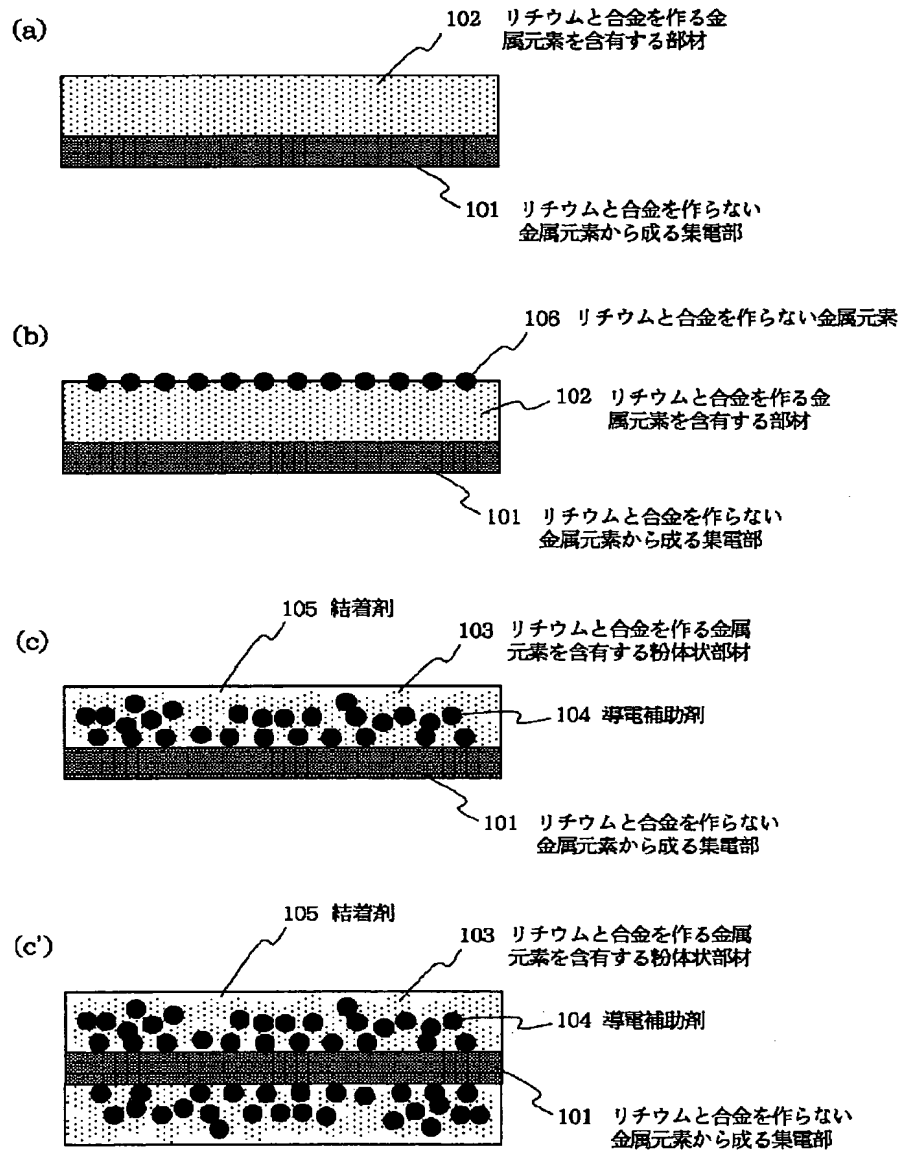 (a)
102 リチウムと合金を作る金
属元素を含有する部材
101 リチウムと合金を作らない
金属元素から成る集電部
(b)
106 リチウムと合金を作らない金属元素
102 リチウムと合金を作る金
属元素を含有する部材
101 リチウムと合金を作らない
金属元素から成る集電部
(c)
105 結着剤
103 リチウムと合金を作る金属
元素を含有する粉体状部材
104 導電補助剤
101 リチウムと合金を作らない
金属元素から成る集電部
(c')
105 結着剤
103 リチウムと合金を作る金属
元素を含有する粉体状部材
104 導電補助剤
101 リチウムと合金を作らない
金属元素から成る集電部